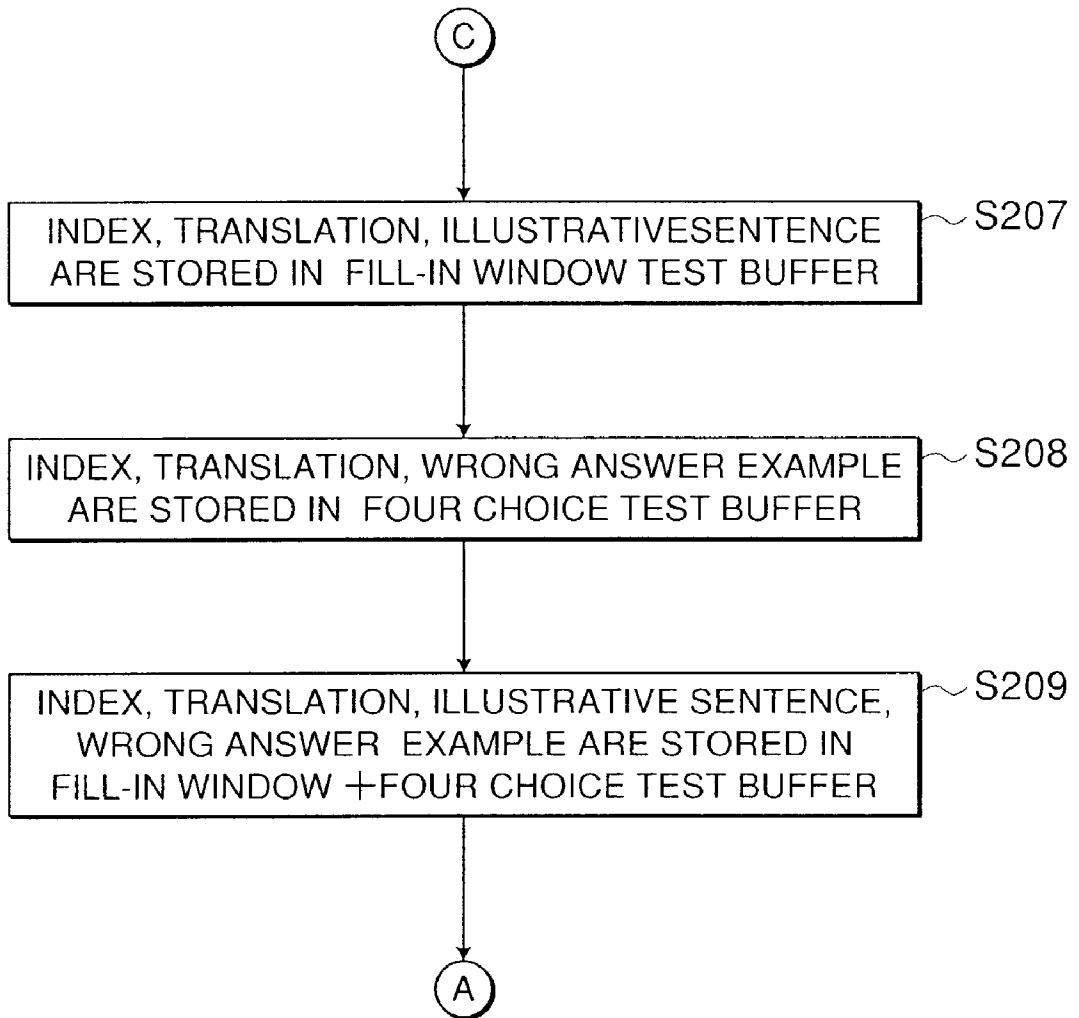 C
INDEX, TRANSLATION, ILLUSTRATIVESENTENCE
ARE STORED IN FILL-IN WINDOW TEST BUFFER
S207
INDEX, TRANSLATION, WRONG ANSWER EXAMPLE
ARE STORED IN FOUR CHOICE TEST BUFFER
S208
INDEX, TRANSLATION, ILLUSTRATIVE SENTENCE,
WRONG ANSWER EXAMPLE ARE STORED IN
FILL-IN WINDOW +FOUR CHOICE TEST BUFFER
S209
A